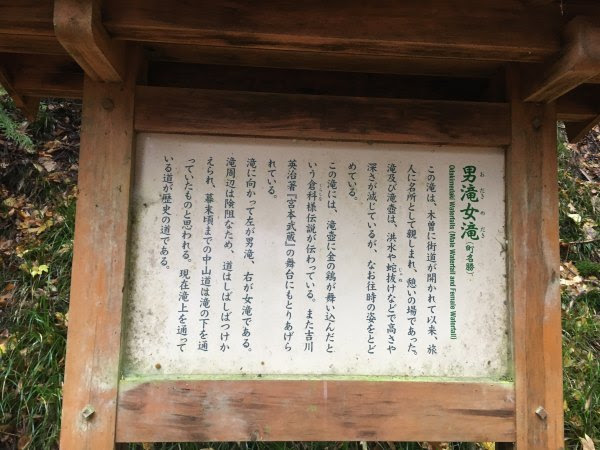 おだきめだき
男滝女滝(町名勝)
Odakimedaki Waterfalls (Male Waterfall and Female Waterfall)
この滝は、木曽に街道が開かれて以来、旅
人に名所として親しまれ、憩いの場であった。
滝及び滝壺は、洪水や蛇抜けなどで高さや
じゃぬ
深さが減じているが、なお往時の姿をとど
めている。
この滝には、滝壺に金の鶏が舞い込んだと
いう倉科様伝説が伝わっている。また吉川
英治著『宮本武蔵』の舞台にもとりあげら
れている。
滝に向かって左が男滝、右が女滝である。
滝周辺は険阻なため、道はしばしばつけか
えられ、幕末頃までの中山道は滝の下を通
っていたものと思われる。現在滝上を通って
いる道が歴史の道である。